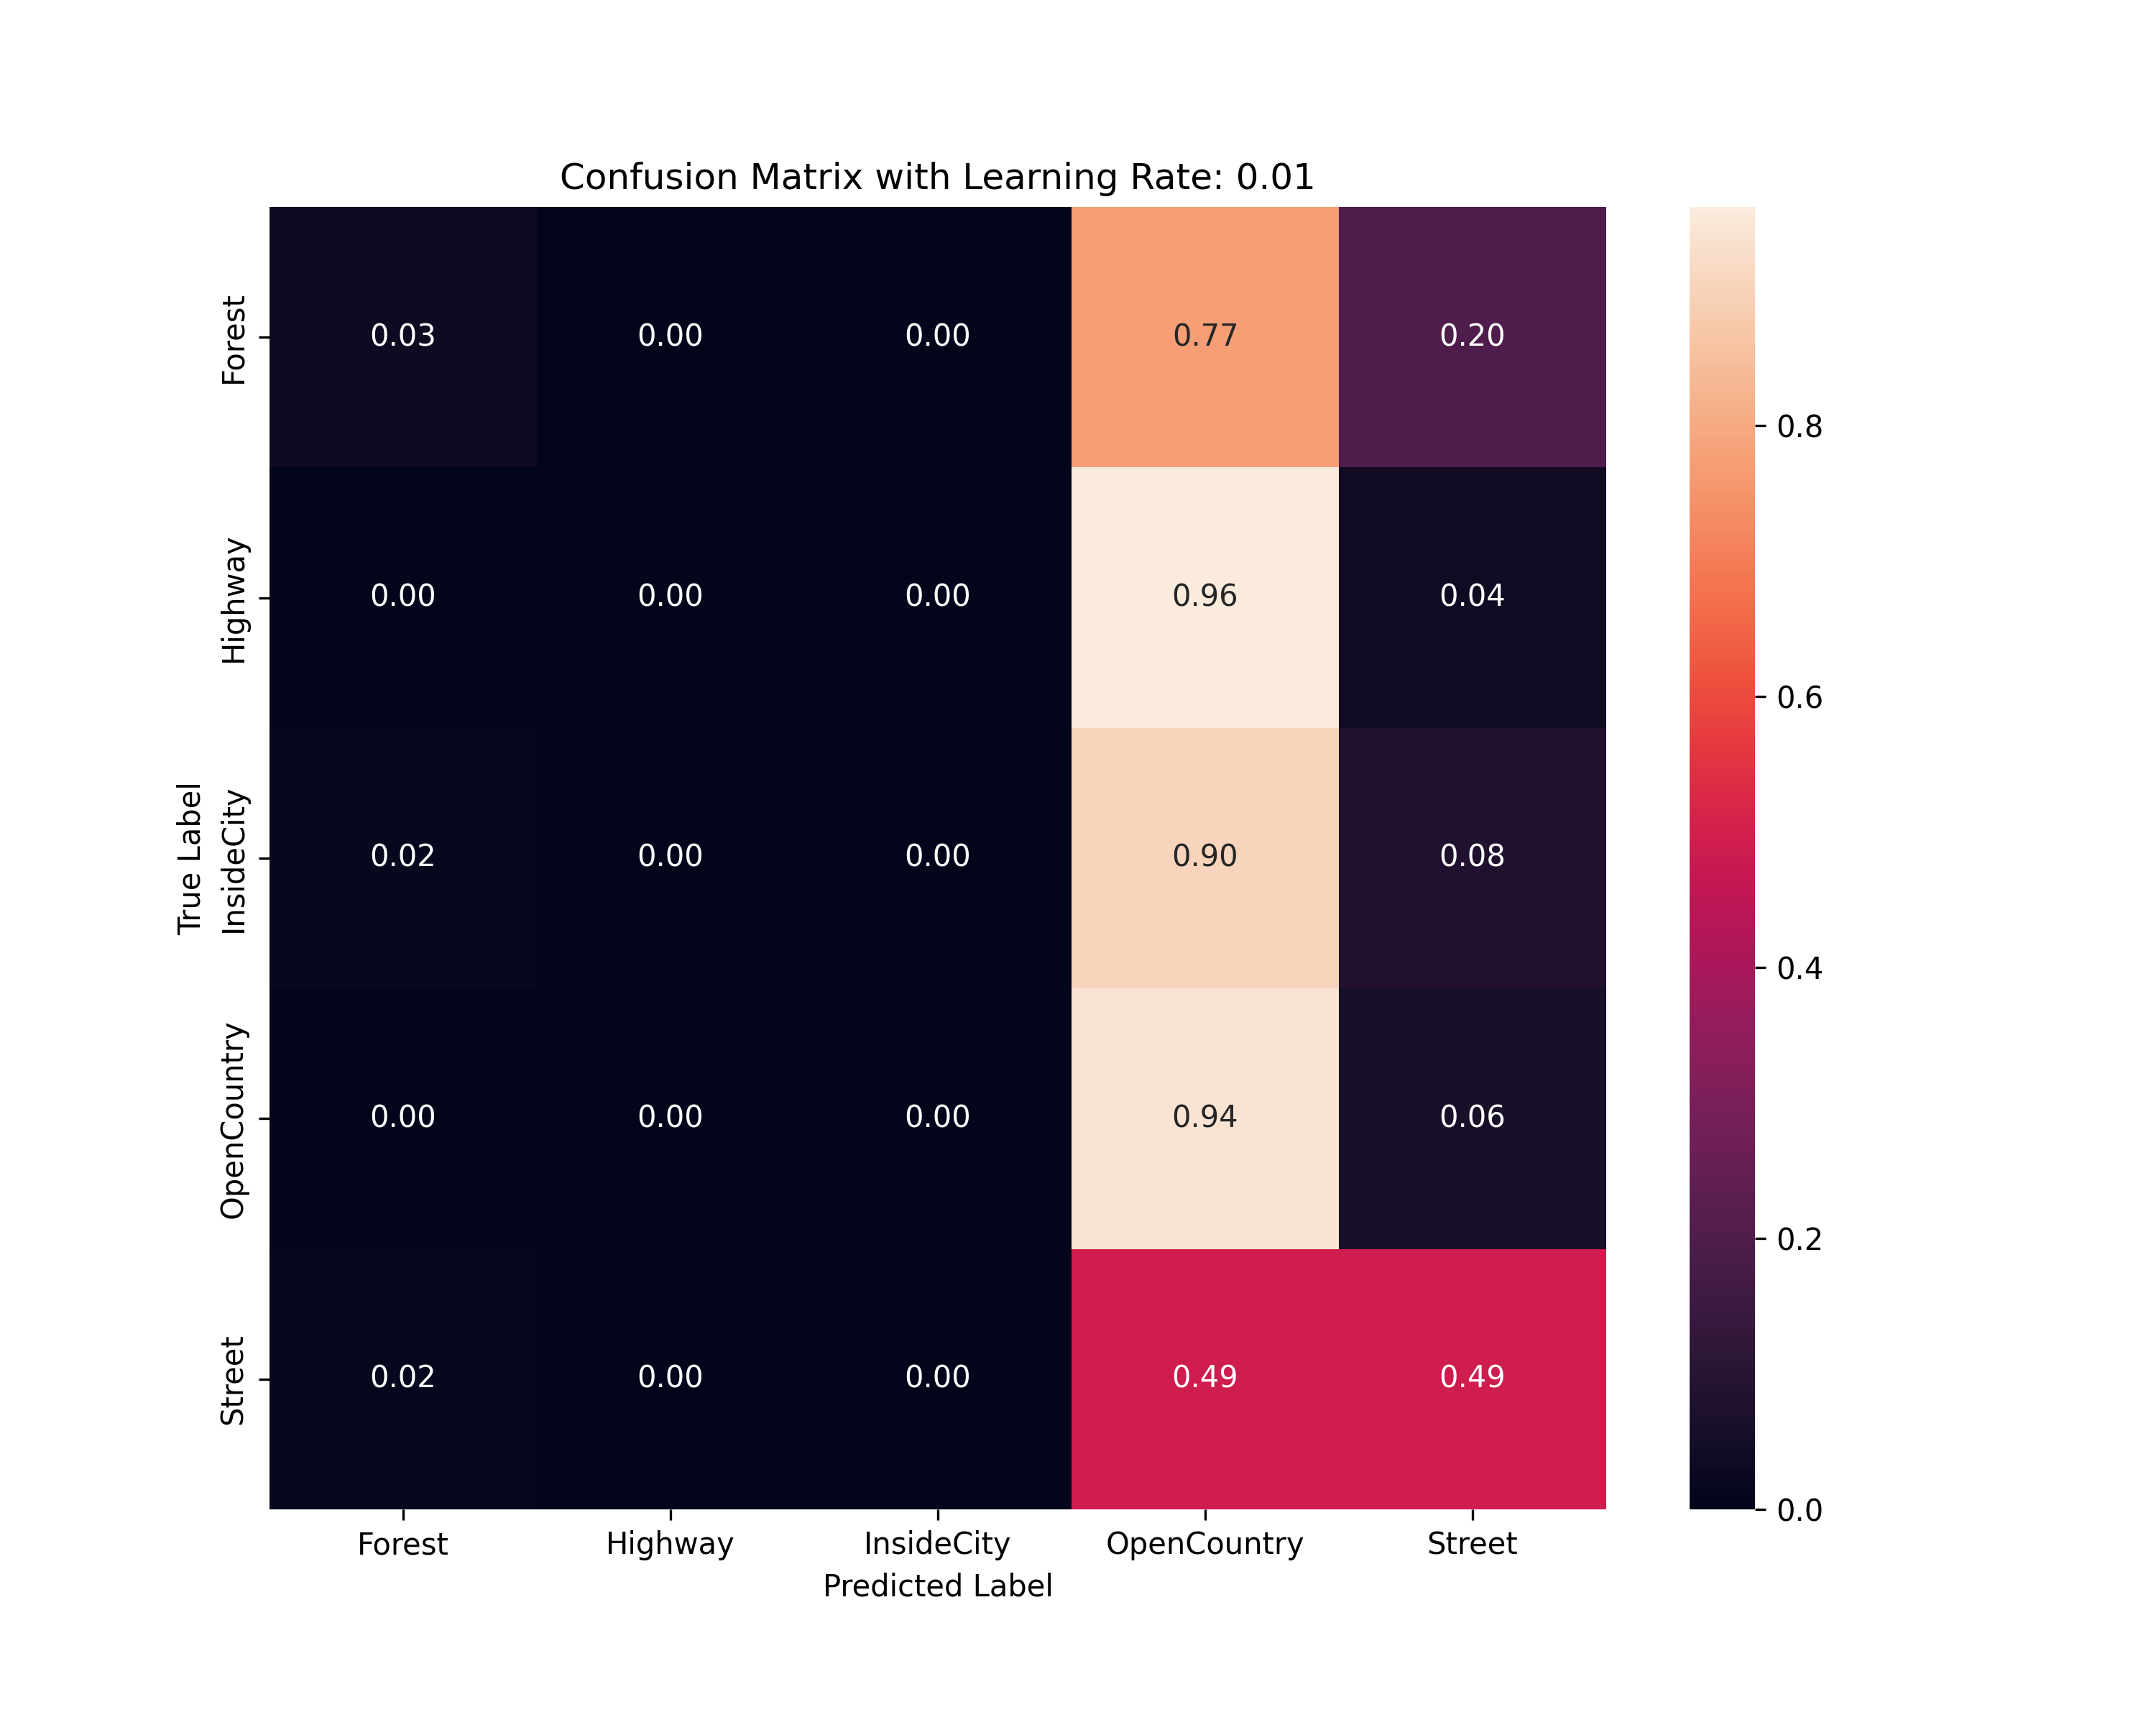 Confusion Matrix with Learning Rate: 0.01
True Label
Forest
0.03 0.00 0.00 0.77 0.20
Highway
0.00 0.00 0.00 0.96 0.04
InsideCity
0.02 0.00 0.00 0.90 0.08
OpenCountry
0.00 0.00 0.00 0.94 0.06
Street
0.02 0.00 0.00 0.49 0.49
Forest Highway InsideCity OpenCountry Street
Predicted Label
0.8
0.6
0.4
0.2
0.0